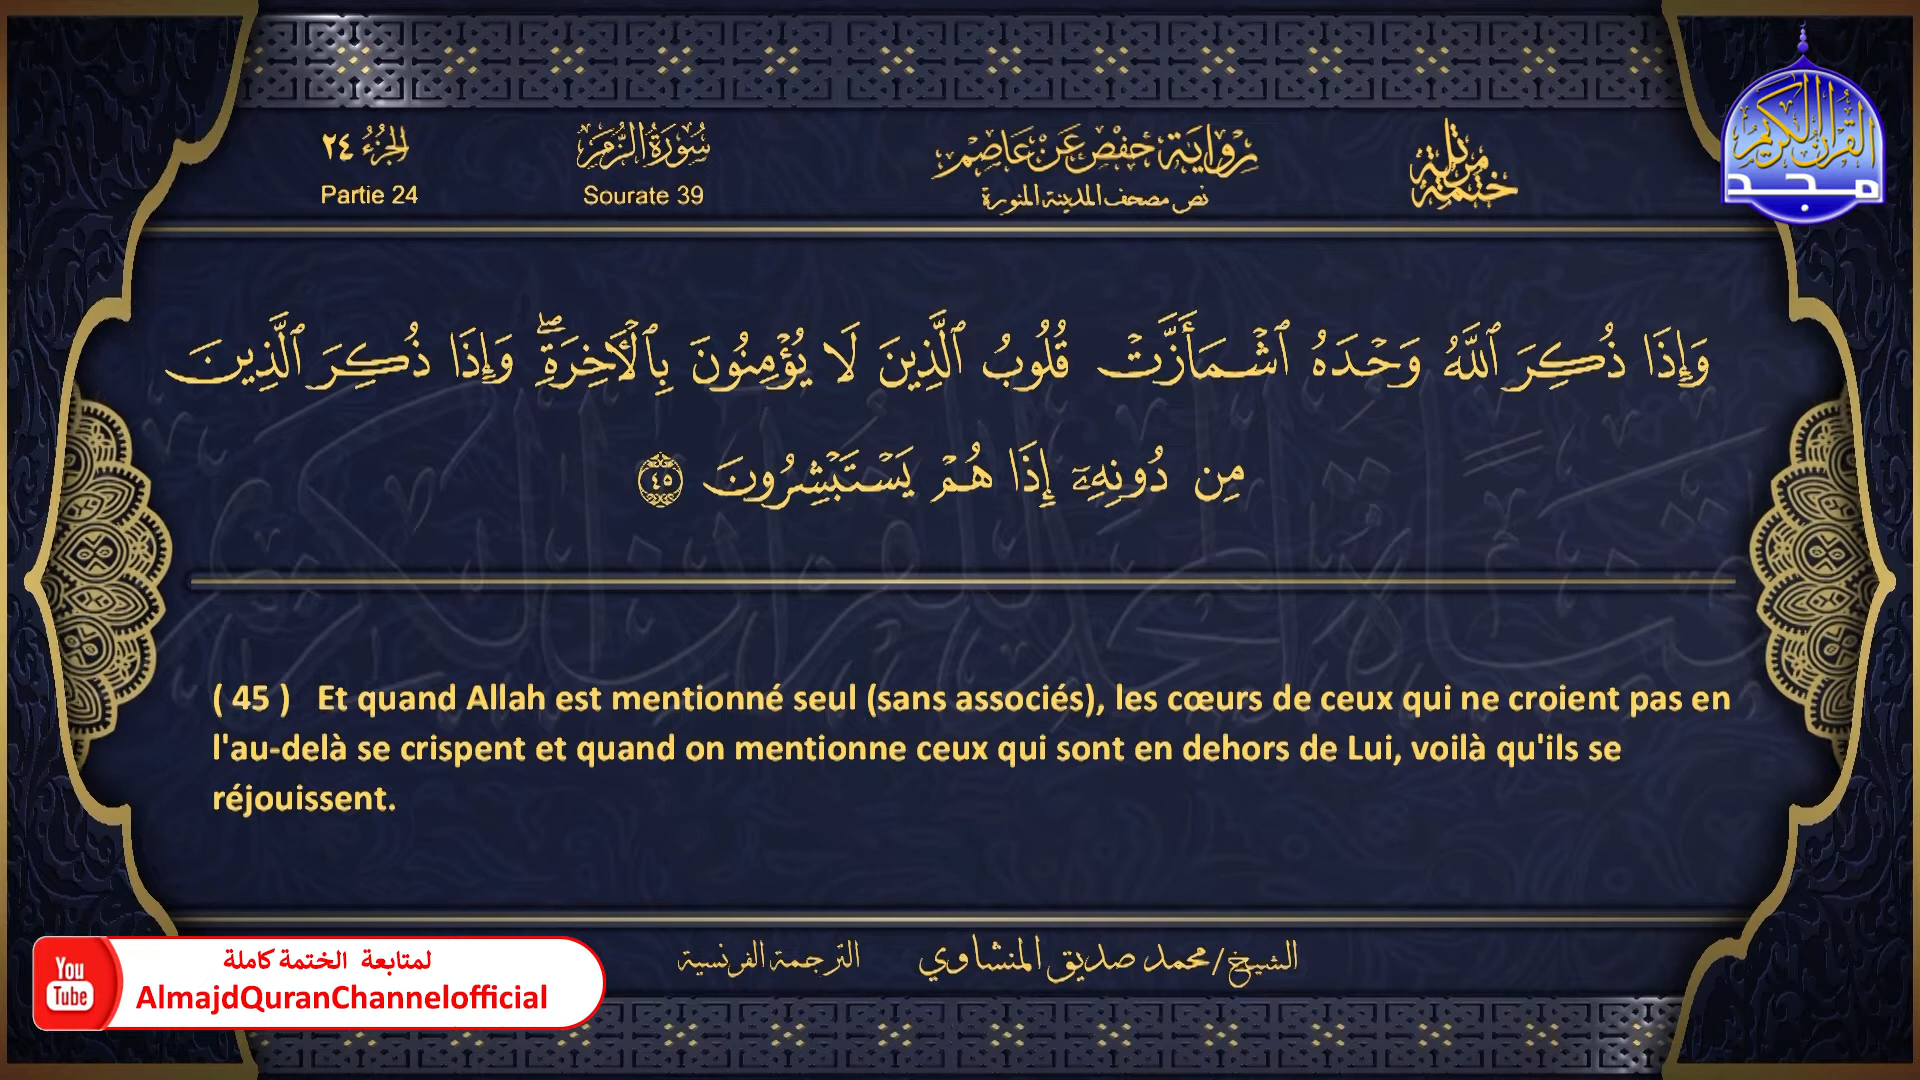 الجزء ٢٤
Partie 24
سورة الزمر
Sourate 39
رواية حفص عن عاصم
نص مصحف المدينة المنورة
ختمة مرتلة
القرآن الكريم
مجد
وَإِذَا ذُكِرَ ٱللَّهُ وَحْدَهُ ٱشْمَأَزَّتْ قُلُوبُ ٱلَّذِينَ لَا يُؤْمِنُونَ بِٱلْأَخِرَةِۖ وَإِذَا ذُكِرَ ٱلَّذِينَ
مِن دُونِهِۦٓ إِذَا هُمْ يَسْتَبْشِرُونَ ٤٥
( 45 ) Et quand Allah est mentionné seul (sans associés), les cœurs de ceux qui ne croient pas en
l'au-delà se crispent et quand on mentionne ceux qui sont en dehors de Lui, voilà qu'ils se
réjouissent.
الشيخ/محمد صديق المنشاوي
الترجمة الفرنسية
You
Tube
لمتابعة الختمة كاملة
AlmajdQuranChannelofficial